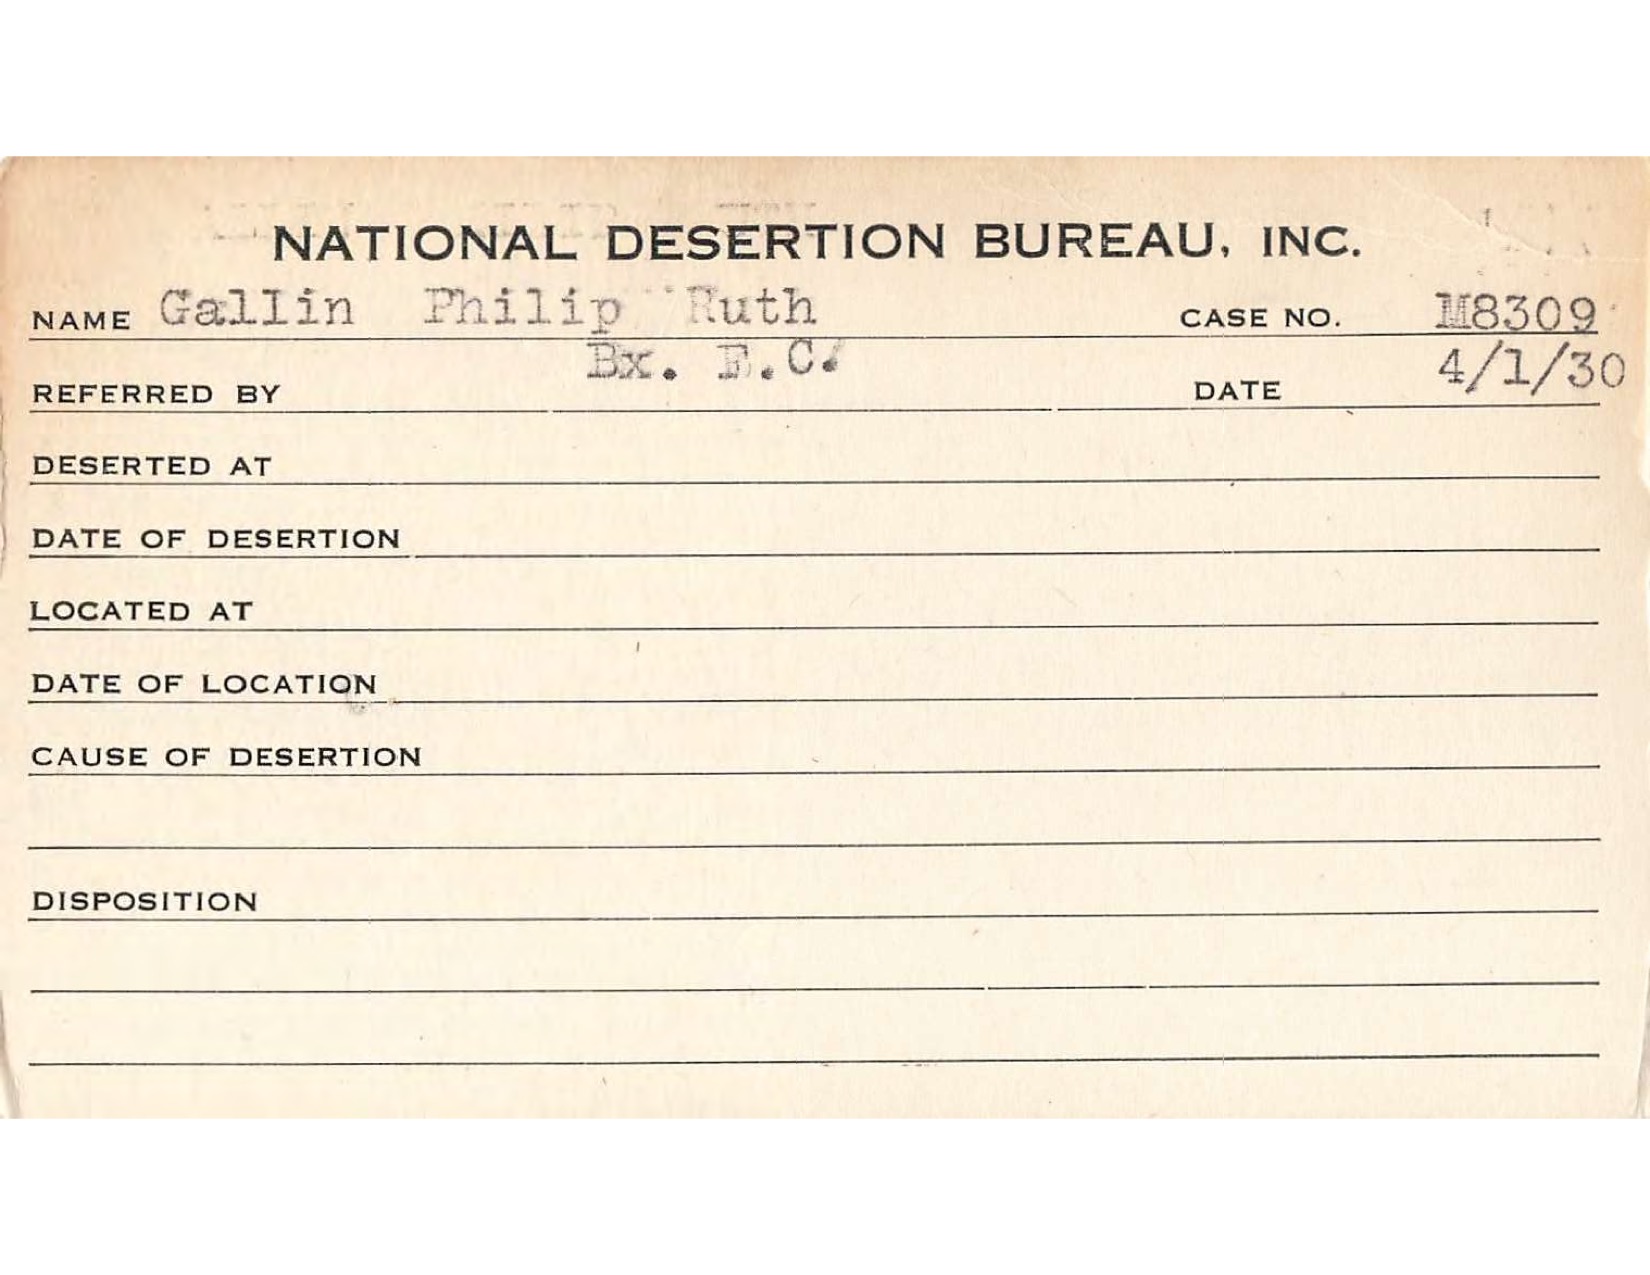 NATIONAL DESERTION BUREAU, INC.
NAME Gallin Philip Ruth CASE NO. M8309
REFERRED BY Bx. F.C. DATE 4/1/30
DESERTED AT
DATE OF DESERTION
LOCATED AT
DATE OF LOCATION
CAUSE OF DESERTION
DISPOSITION